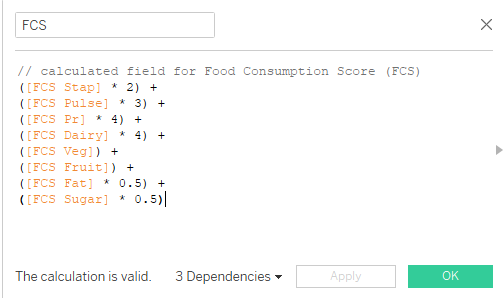 FCS
// calculated field for Food Consumption Score (FCS)
([FCS Stap] * 2) +
([FCS Pulse] * 3) +
([FCS Pr] * 4) +
([FCS Dairy] * 4) +
([FCS Veg]) +
([FCS Fruit]) +
([FCS Fat] * 0.5) +
([FCS Sugar] * 0.5)
The calculation is valid. 3 Dependencies Apply OK